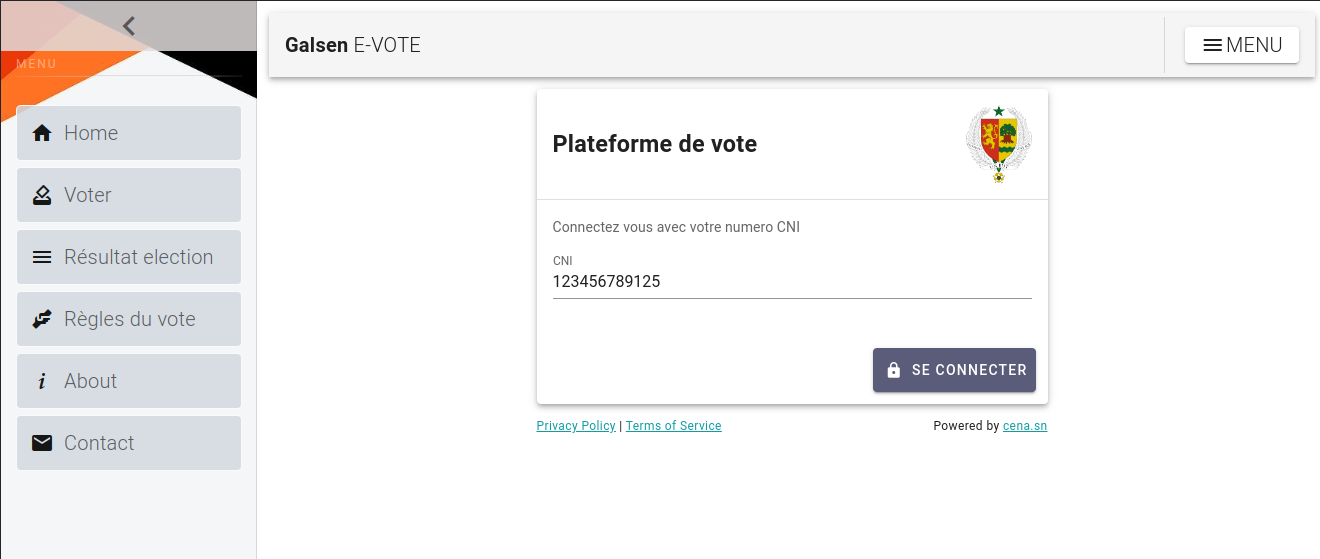 MENU
Home
Voter
Résultat election
Règles du vote
About
Contact
Galsen E-VOTE
MENU
Plateforme de vote
Connectez vous avec votre numero CNI
CNI
123456789125
SE CONNECTER
Privacy Policy | Terms of Service
Powered by cena.sn